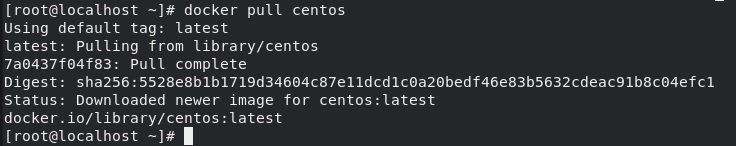 [root@localhost ~]# docker pull centos
Using default tag: latest
latest: Pulling from library/centos
7a0437f04f83: Pull complete
Digest: sha256:5528e8b1b1719d34604c87e11dcd1c0a20bedf46e83b5632cdeac91b8c04efc1
Status: Downloaded newer image for centos:latest
docker.io/library/centos:latest
[root@localhost ~]#